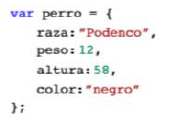 var perro = {
raza:"Podenco",
peso:12,
altura:58,
color:"negro"
};